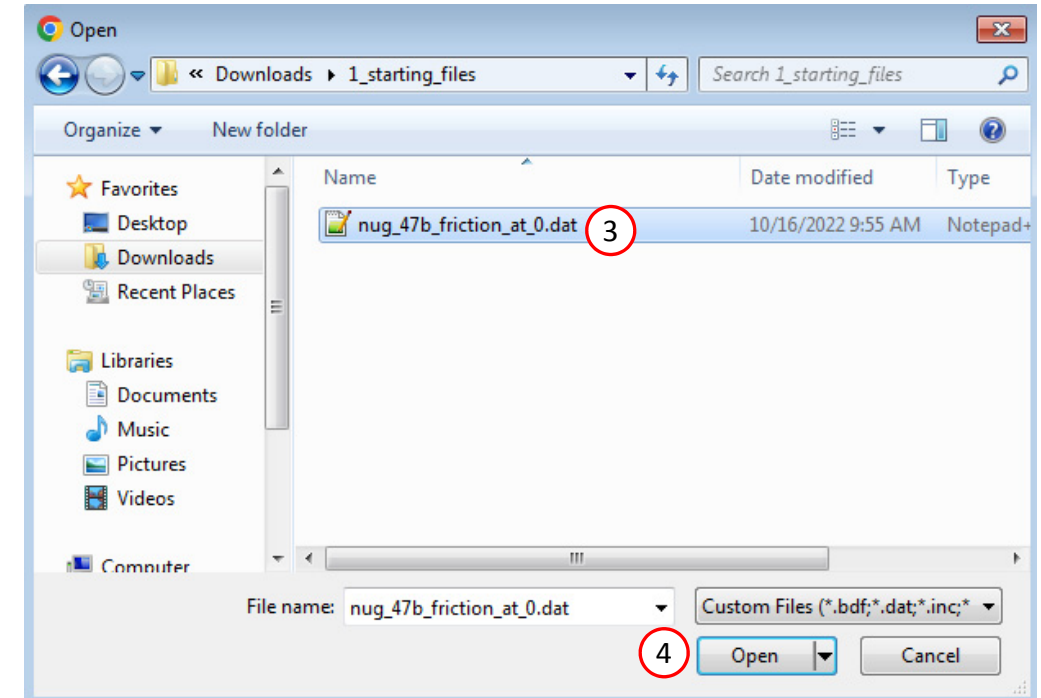 Open
« Downloads ▸ 1_starting_files
Search 1_starting_files
Organize New folder
Name Date modified Type
Favorites
Desktop
Downloads
Recent Places
Libraries
Documents
Music
Pictures
Videos
Computer
nug_47b_friction_at_0.dat 3 10/16/2022 9:55 AM Notepad+
File name: nug_47b_friction_at_0.dat Custom Files (*.bdf;*.dat;*.inc;*
4 Open Cancel